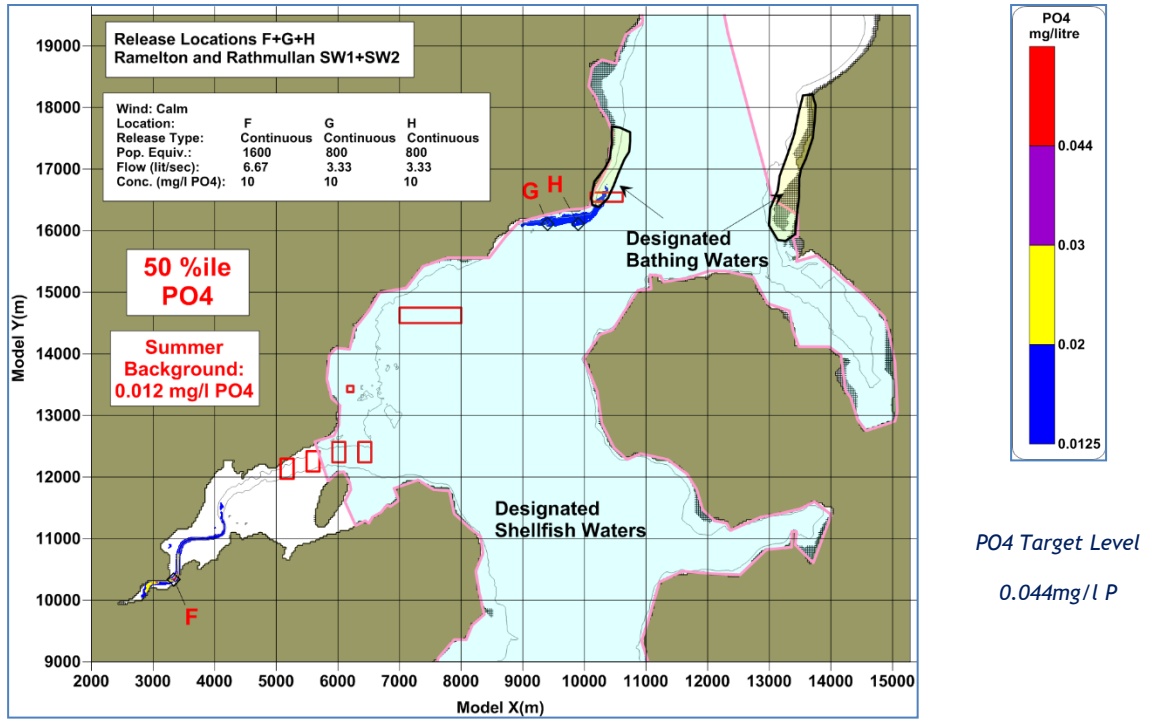 Release Locations F+G+H
Ramelton and Rathmullan SW1+SW2
Wind: Calm
Location: F G H
Release Type: Continuous Continuous Continuous
Pop. Equiv.: 1600 800 800
Flow (lit/sec): 6.67 3.33 3.33
Conc. (mg/l PO4): 10 10 10
G H
Designated
Bathing Waters
50 %ile
PO4
Summer
Background:
0.012 mg/l PO4
Designated
Shellfish Waters
F
19000
18000
17000
16000
15000
14000
13000
12000
11000
10000
9000
Model Y(m)
2000 3000 4000 5000 6000 7000 8000 9000 10000 11000 12000 13000 14000 15000
Model X(m)
PO4
mg/litre
0.044
0.03
0.02
0.0125
PO4 Target Level
0.044mg/l P